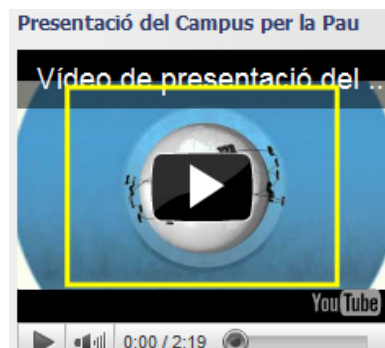 Presentació del Campus per la Pau
Vídeo de presentació del ...
YouTube
0:00 / 2:19